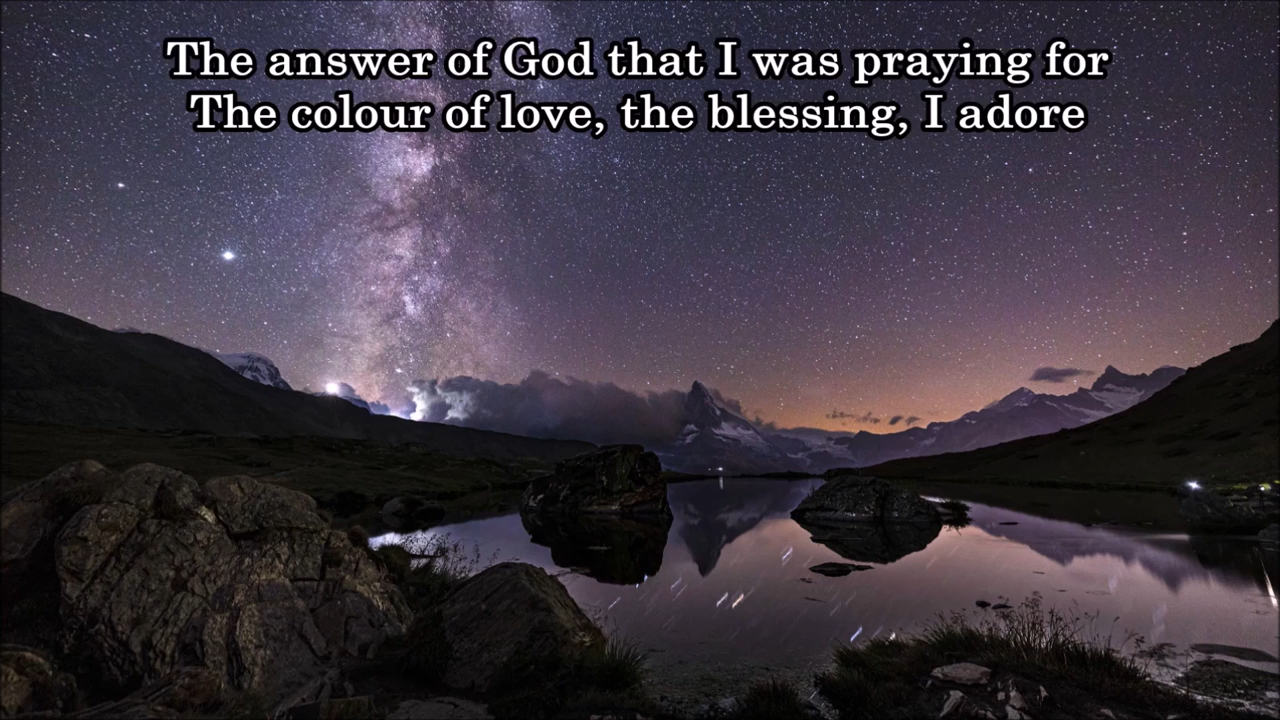 The answer of God that I was praying for
The colour of love, the blessing, I adore